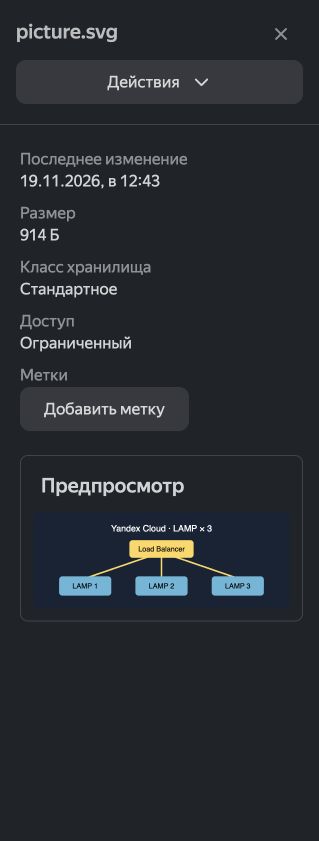 picture.svg
Действия
Последнее изменение
19.11.2026, в 12:43
Размер
914 Б
Класс хранилища
Стандартное
Доступ
Ограниченный
Метки
Добавить метку
Предпросмотр
Yandex Cloud · LAMP × 3
Load Balancer
LAMP 1
LAMP 2
LAMP 3